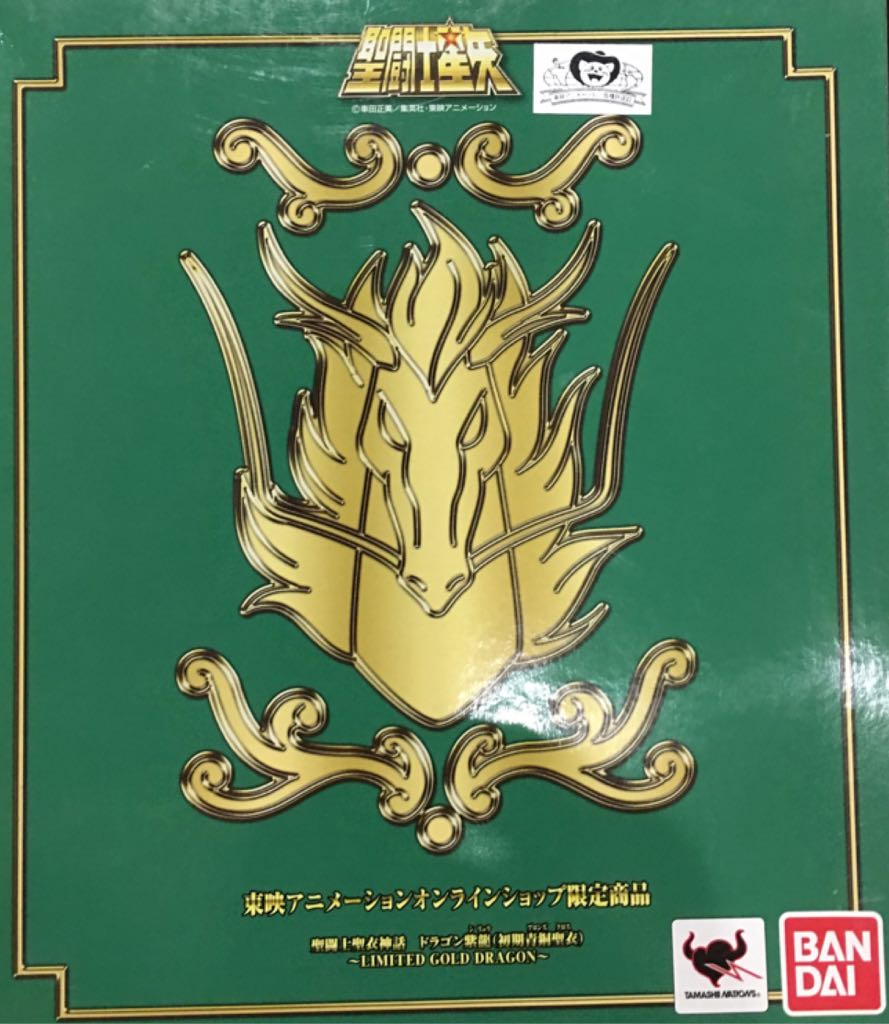 聖闘士星矢
©車田正美/集英社・東映アニメーション
東映アニメーションオンラインショップ限定商品
聖闘士聖衣神話 ドラゴン紫龍(初期青銅聖衣)
～LIMITED GOLD DRAGON～
TAMASHII NATIONS
BAN
DAI